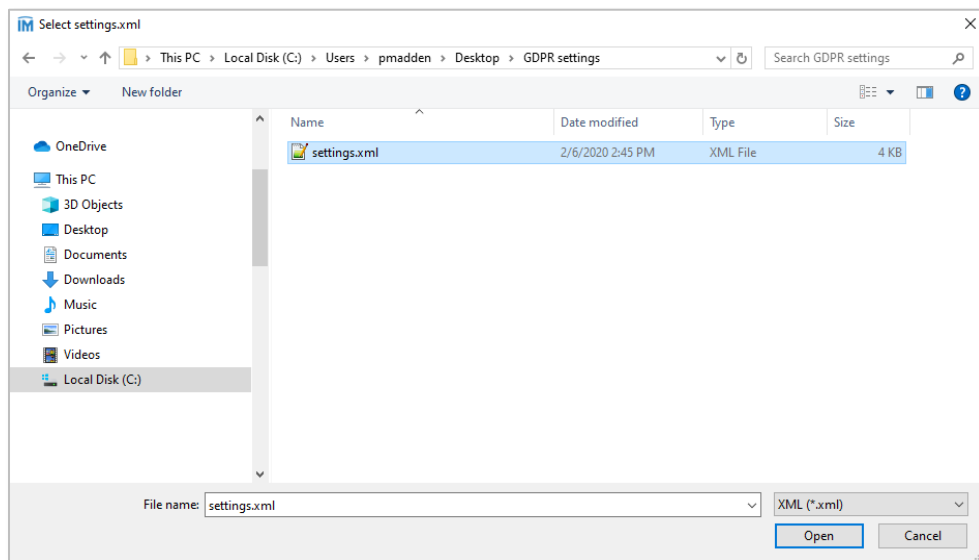 IM Select settings.xml
This PC > Local Disk (C:) > Users > pmadden > Desktop > GDPR settings
Search GDPR settings
Organize
New folder
?
Name
Date modified
Type
Size
settings.xml
2/6/2020 2:45 PM
XML File
4 KB
OneDrive
This PC
3D Objects
Desktop
Documents
Downloads
Music
Pictures
Videos
Local Disk (C:)
File name:
settings.xml
XML (*.xml)
Open
Cancel